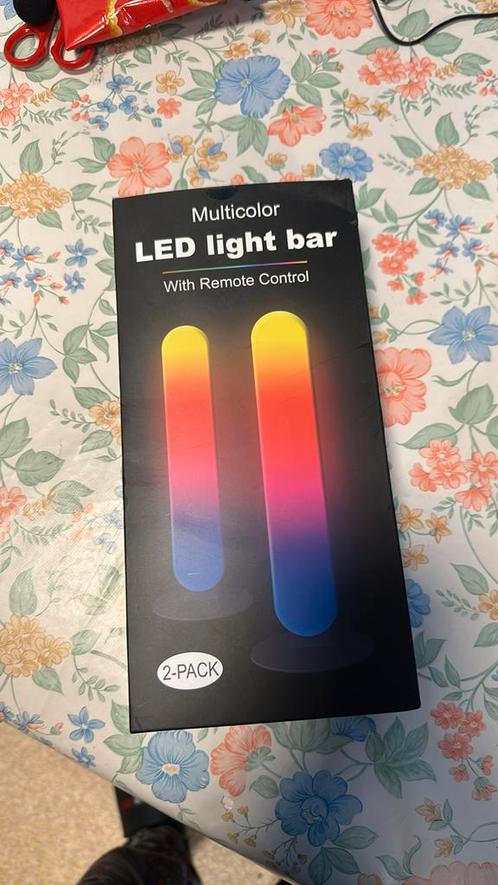 Multicolor
LED light bar
With Remote Control
2-PACK